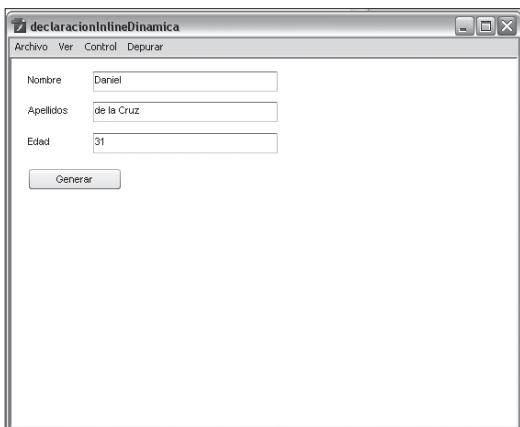 declaracionInlineDinamica
Archivo Ver Control Depurar
Nombre Daniel
Apellidos de la Cruz
Edad 31
Generar